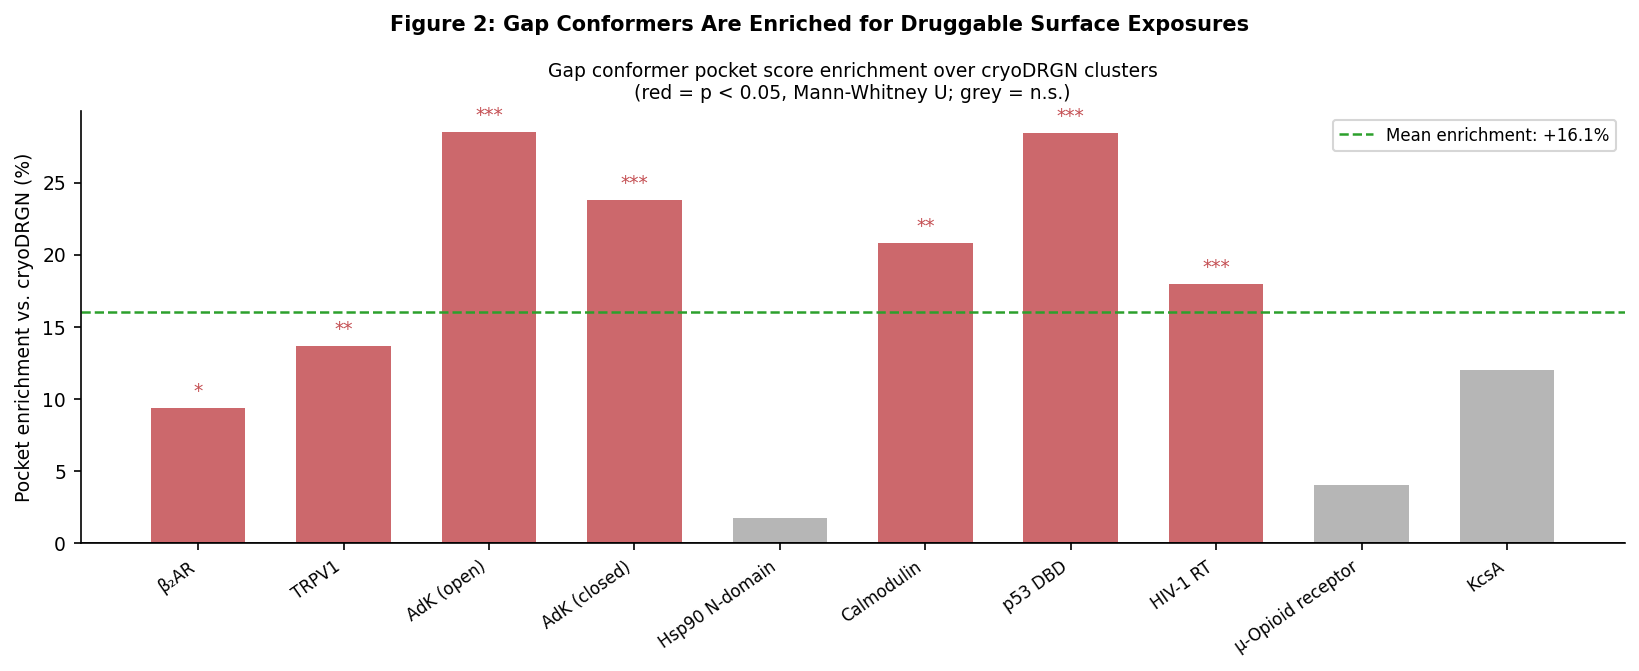 Figure 2: Gap Conformers Are Enriched for Druggable Surface Exposures
Gap conformer pocket score enrichment over cryoDRGN clusters
(red = p < 0.05, Mann-Whitney U; grey = n.s.)
Mean enrichment: +16.1%
Pocket enrichment vs. cryoDRGN (%)
25
20
15
10
5
0
*
**
***
***
**
***
***
β₂AR
TRPV1
AdK (open)
AdK (closed)
Hsp90 N-domain
Calmodulin
p53 DBD
HIV-1 RT
μ-Opioid receptor
KcsA